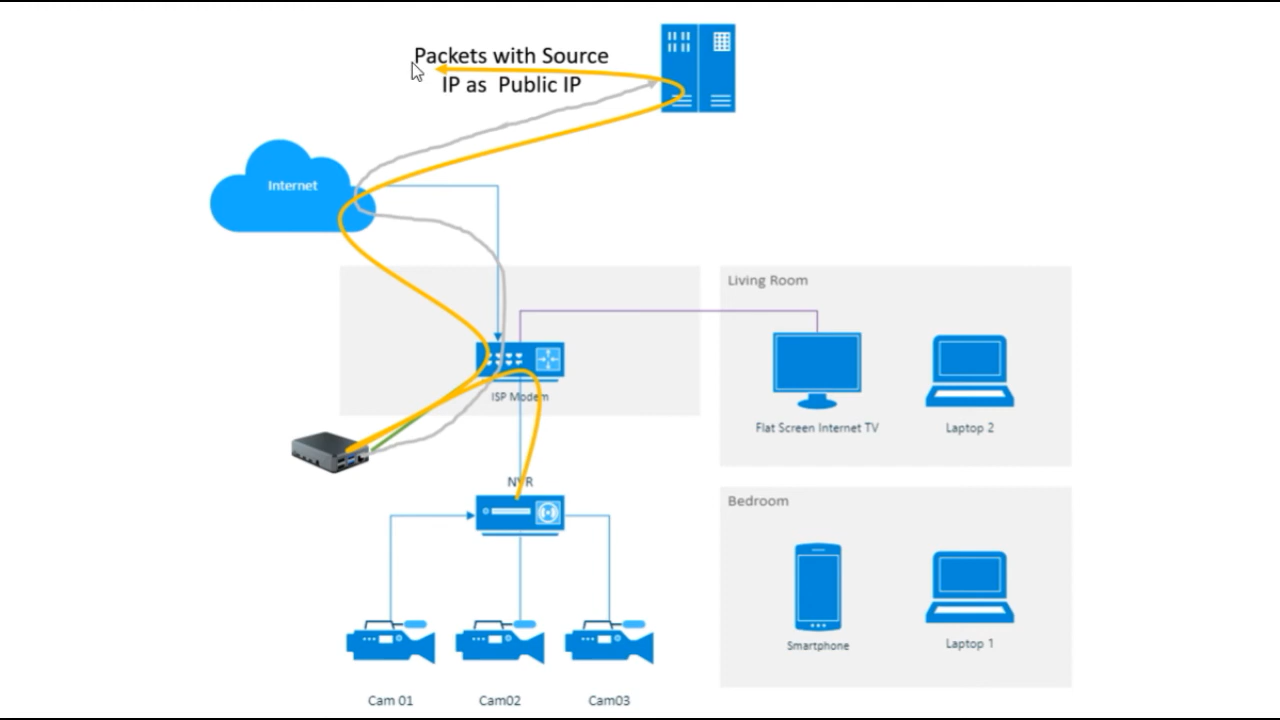 Packets with Source
IP as Public IP
Internet
Living Room
ISP Modem
Flat Screen Internet TV
Laptop 2
NVR
Bedroom
Smartphone
Laptop 1
Cam 01
Cam02
Cam03